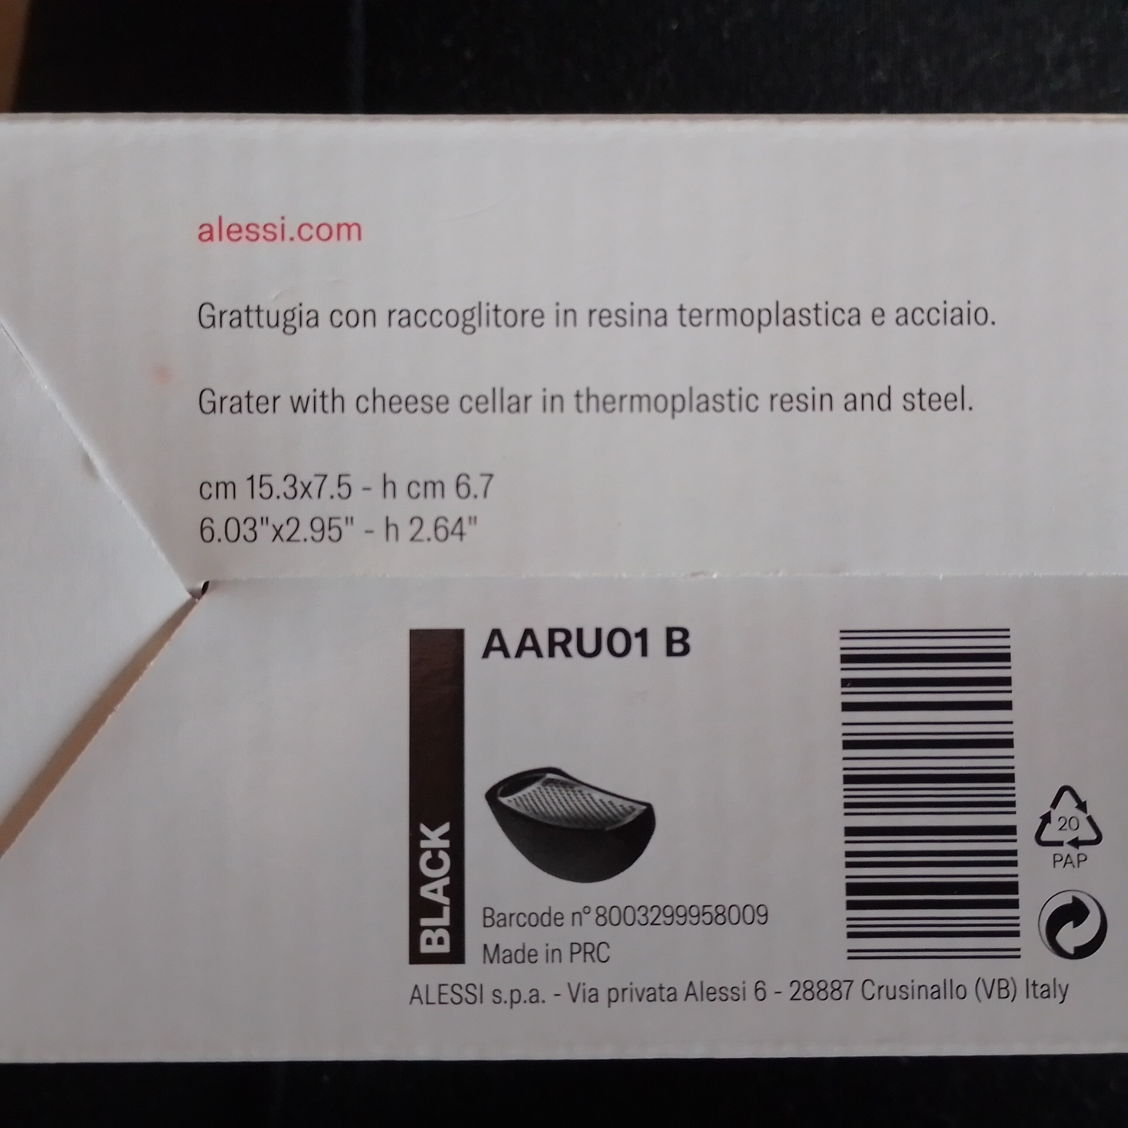 alessi.com
Grattugia con raccoglitore in resina termoplastica e acciaio.
Grater with cheese cellar in thermoplastic resin and steel.
cm 15.3x7.5 - h cm 6.7
6.03"x2.95" - h 2.64"
AARU01 B
BLACK
Barcode n° 8003299958009
Made in PRC
20
PAP
ALESSI s.p.a. - Via privata Alessi 6 - 28887 Crusinallo (VB) Italy